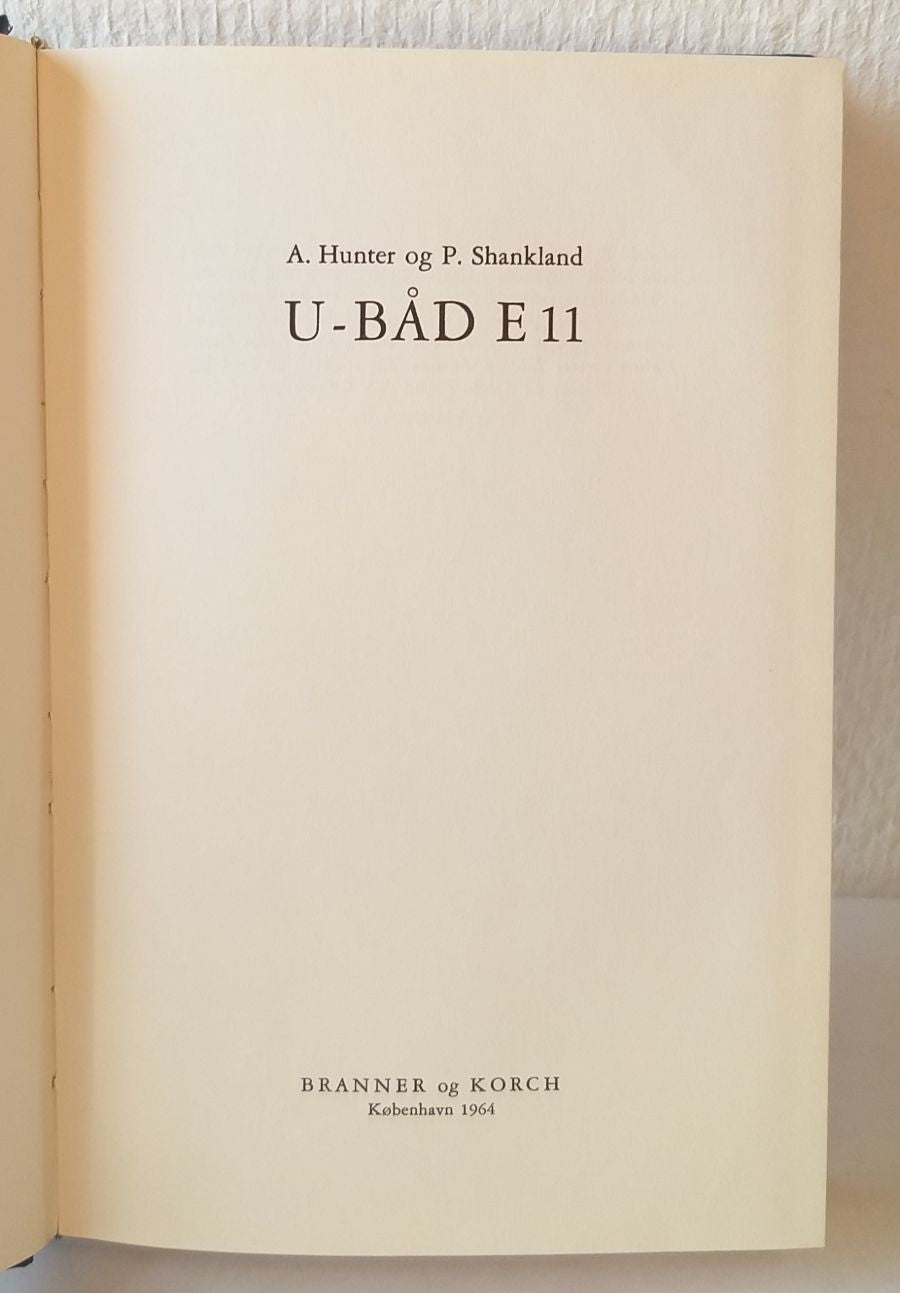 A. Hunter og P. Shankland
U-BÅD E 11
BRANNER og KORCH
København 1964